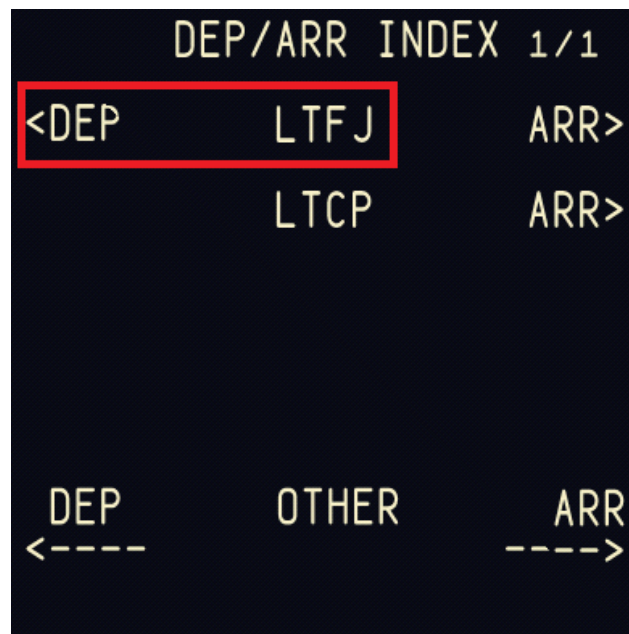 DEP/ARR INDEX 1/1
<DEP LTFJ ARR>
LTCP ARR>
DEP OTHER ARR
<---- ---->